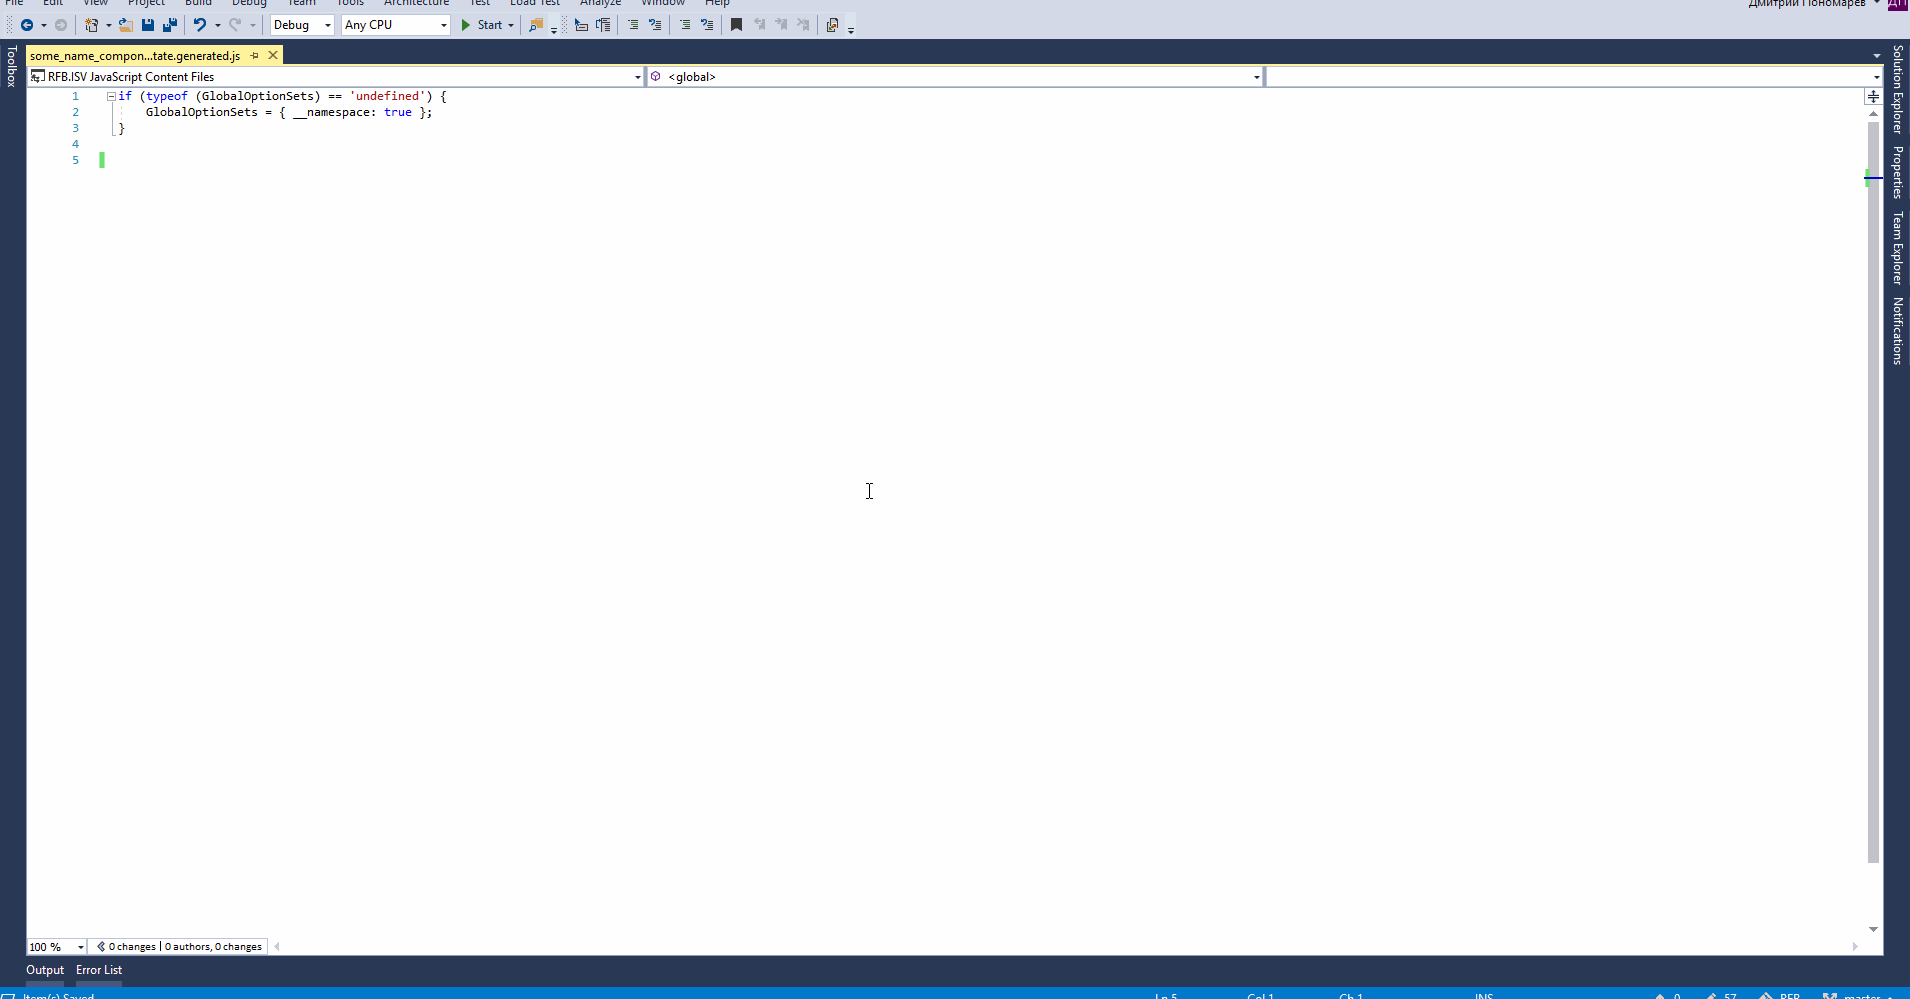 File Edit View Project Build Debug Team Tools Architecture Test Load Test Analyze Window Help Дмитрий Пономарев ДП
Debug Any CPU Start
Toolbox
some_name_compon...tate.generated.js
RFB.ISV JavaScript Content Files <global>
1 if (typeof (GlobalOptionSets) == 'undefined') {
2 GlobalOptionSets = { __namespace: true };
3 }
4
5
Solution Explorer
Properties
Team Explorer
Notifications
100 % 0 changes | 0 authors, 0 changes
Output Error List
Item(s) Saved Ln 5 Col 1 Ch 1 INS 0 57 RFB master